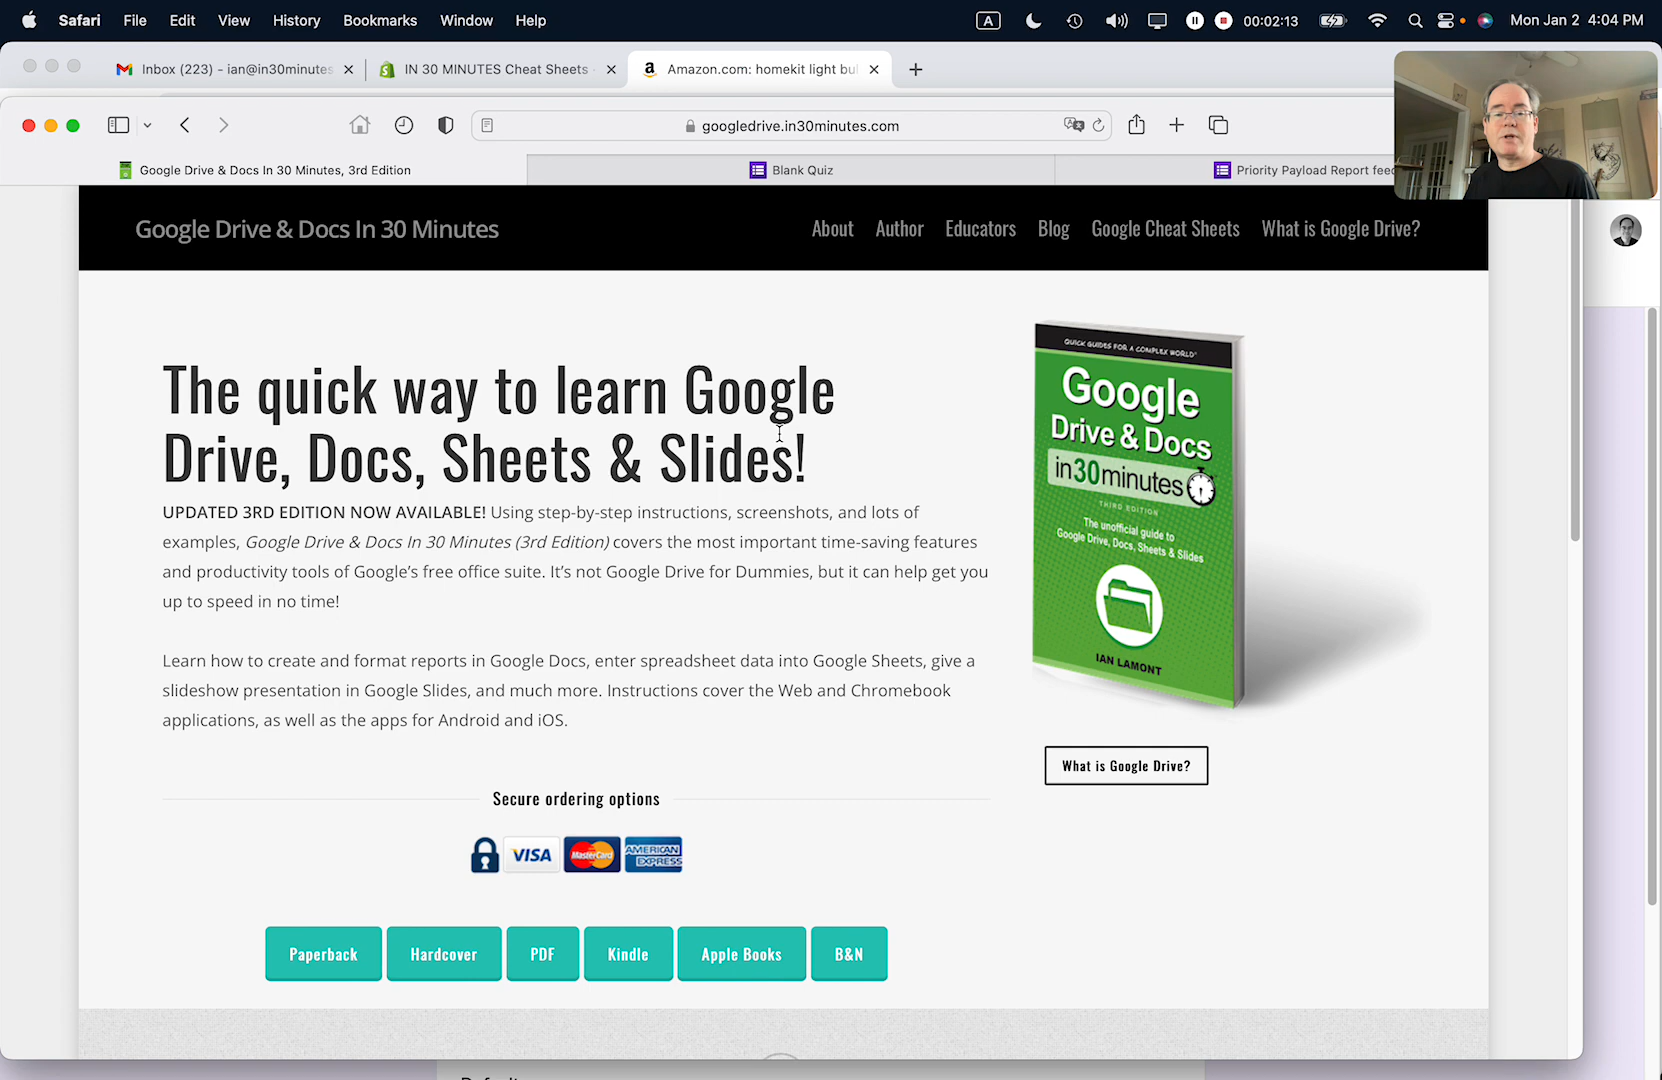 Safari File Edit View History Bookmarks Window Help A 00:02:13 Mon Jan 2 4:04 PM
Inbox (223) - ian@in30minutes IN 30 MINUTES Cheat Sheets a Amazon.com: homekit light bul
googledrive.in30minutes.com
Google Drive & Docs In 30 Minutes, 3rd Edition Blank Quiz Priority Payload Report feed
Google Drive & Docs In 30 Minutes About Author Educators Blog Google Cheat Sheets What is Google Drive?
The quick way to learn Google
Drive, Docs, Sheets & Slides!
UPDATED 3RD EDITION NOW AVAILABLE! Using step-by-step instructions, screenshots, and lots of
examples, Google Drive & Docs In 30 Minutes (3rd Edition) covers the most important time-saving features
and productivity tools of Google's free office suite. It's not Google Drive for Dummies, but it can help get you
up to speed in no time!
Learn how to create and format reports in Google Docs, enter spreadsheet data into Google Sheets, give a
slideshow presentation in Google Slides, and much more. Instructions cover the Web and Chromebook
applications, as well as the apps for Android and iOS.
QUICK GUIDES FOR A COMPLEX WORLD®
Google
Drive & Docs
in30minutes
THIRD EDITION
The unofficial guide to
Google Drive, Docs, Sheets & Slides
IAN LAMONT
What is Google Drive?
Secure ordering options
VISA MasterCard AMERICAN EXPRESS
Paperback Hardcover PDF Kindle Apple Books B&N